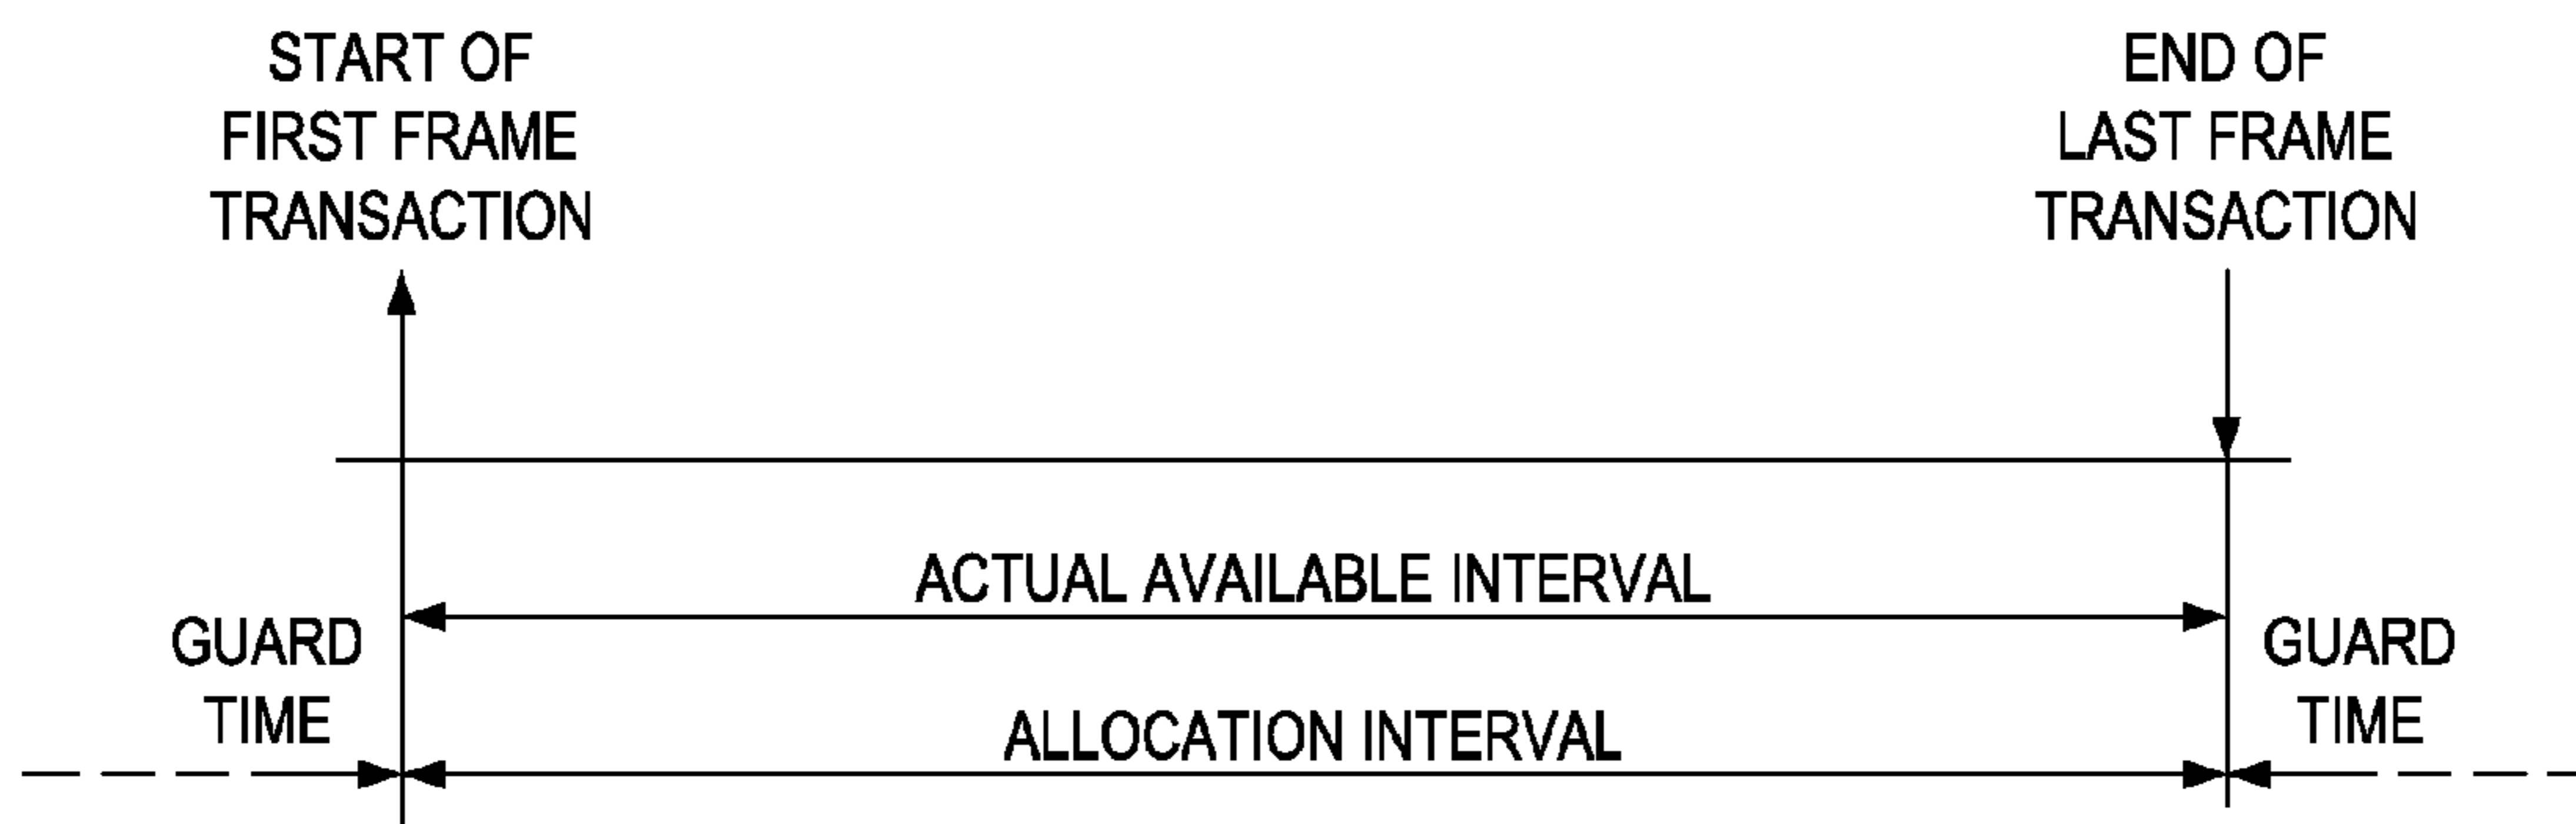 START OF
FIRST FRAME
TRANSACTION
END OF
LAST FRAME
TRANSACTION
ACTUAL AVAILABLE INTERVAL
GUARD
TIME
GUARD
TIME
ALLOCATION INTERVAL